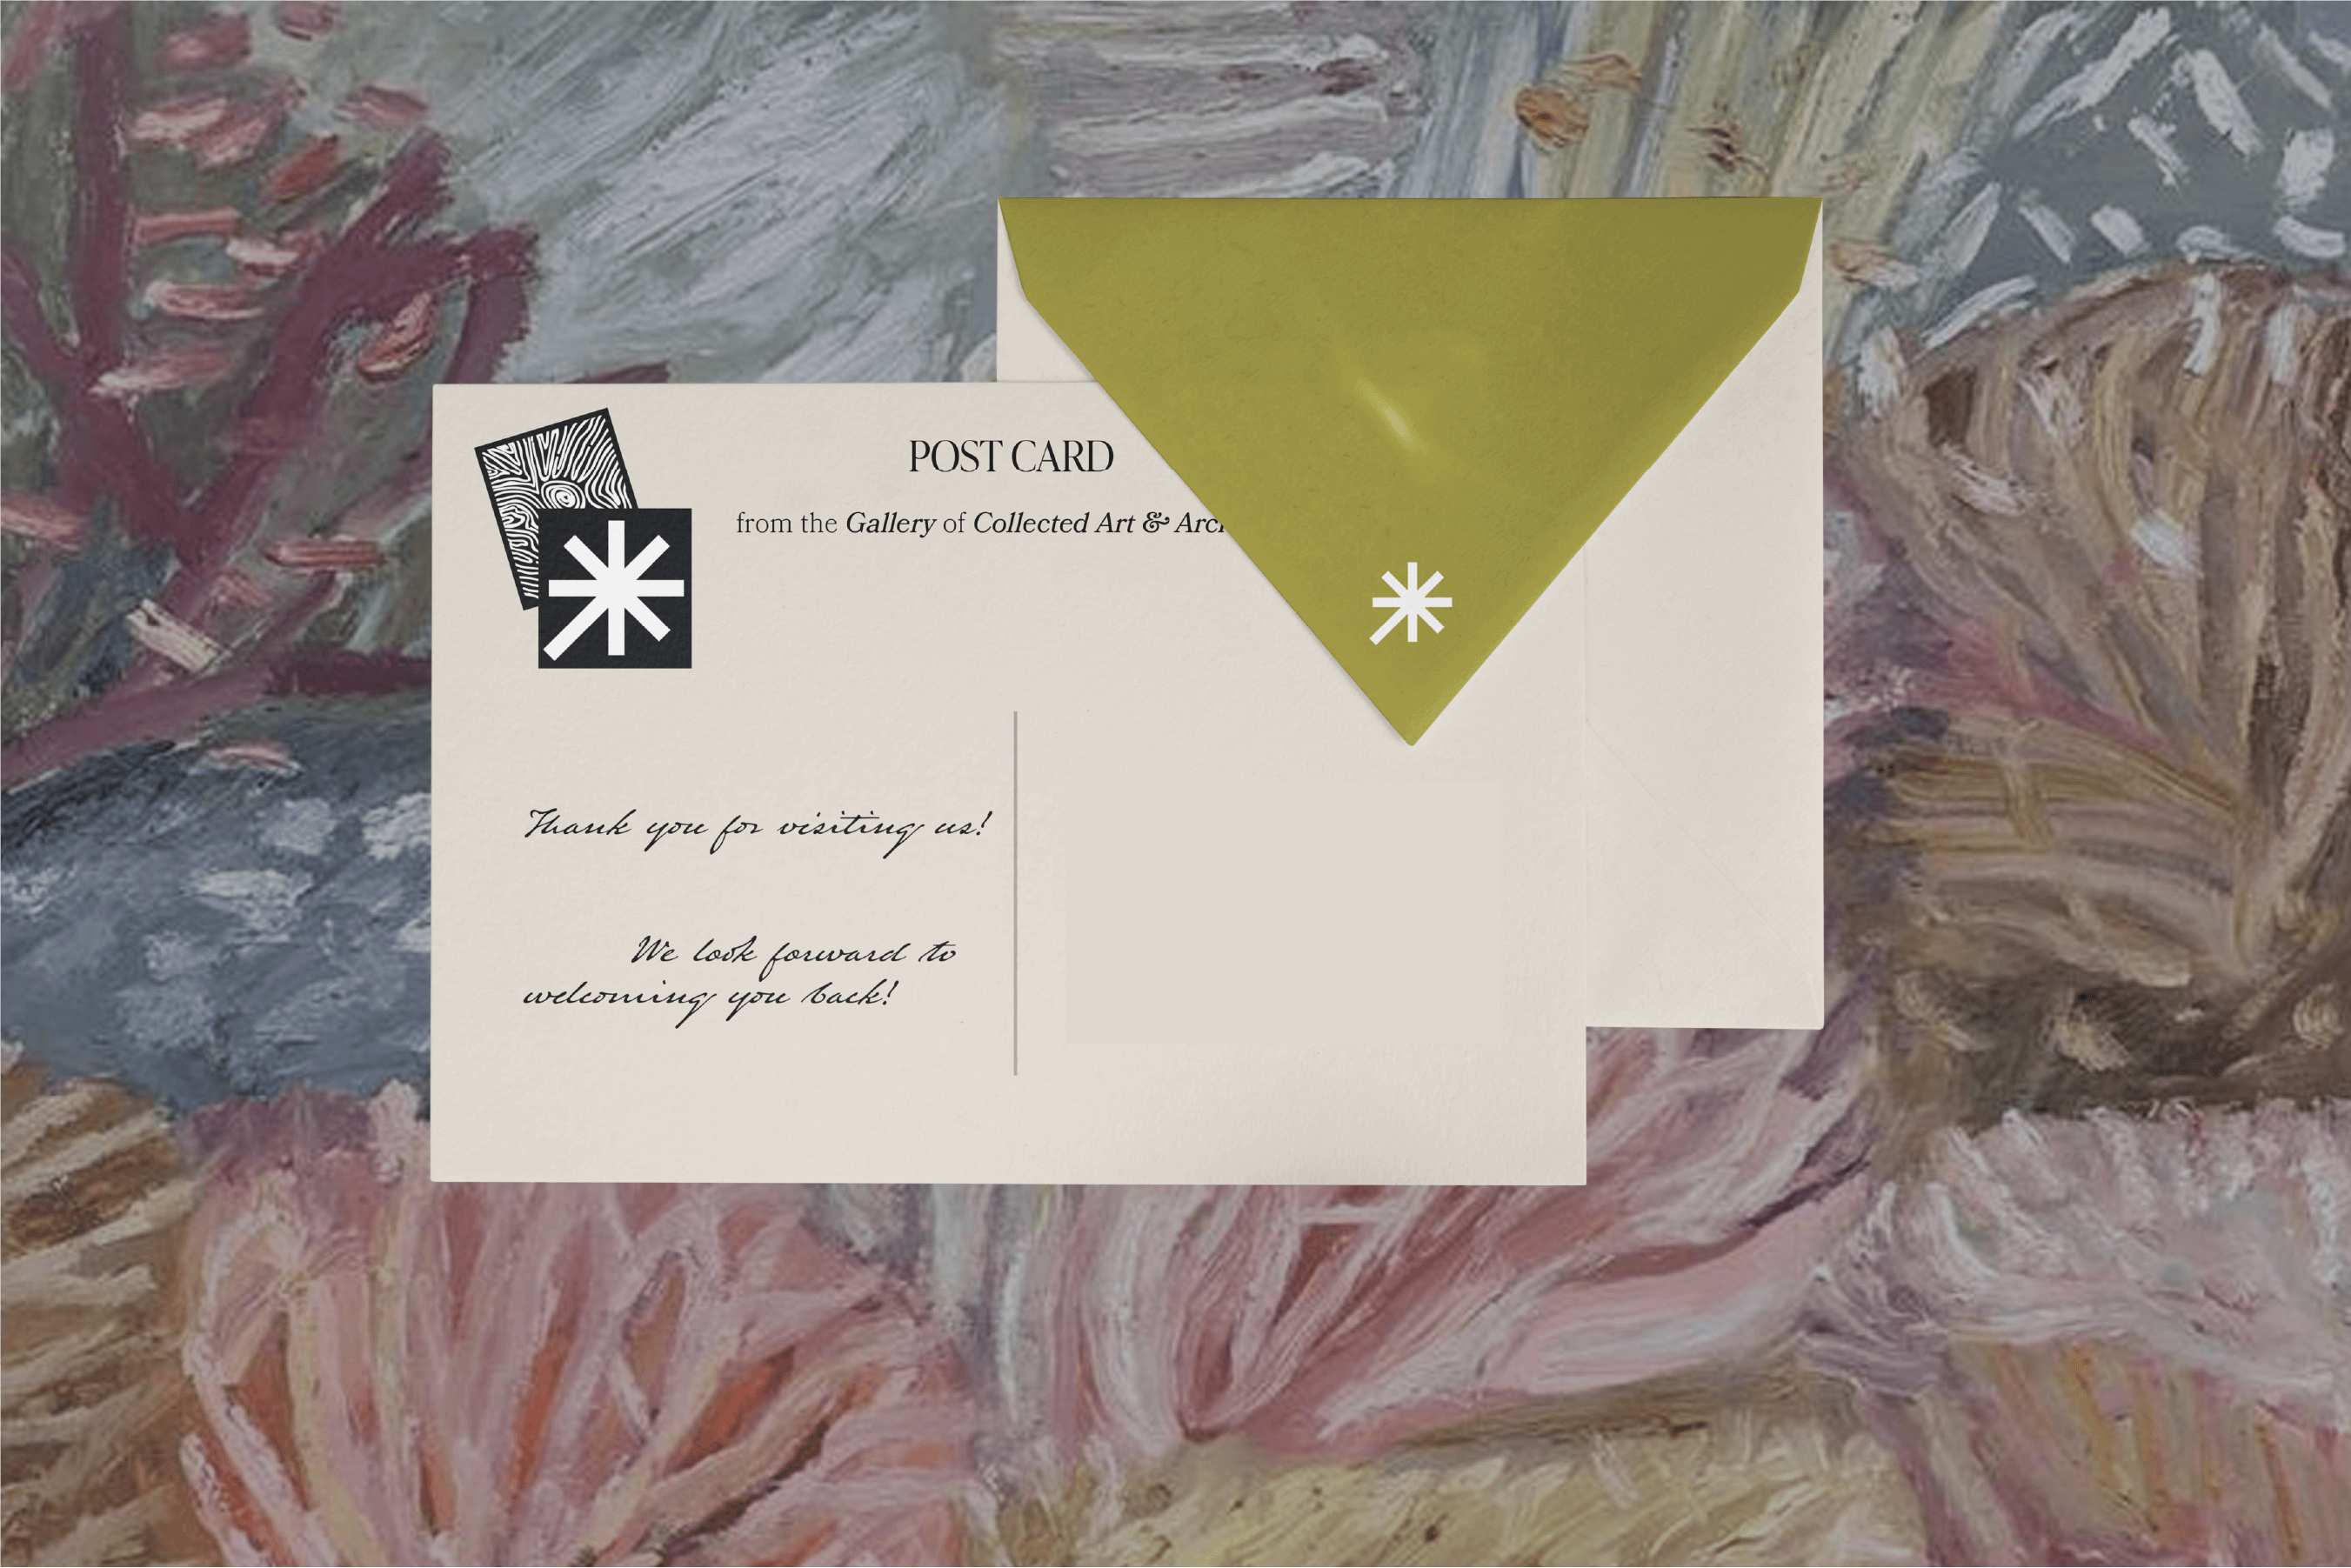 POST CARD
from the Gallery of Collected Art &
Thank you for visiting us!
We look forward to
welcoming you back!